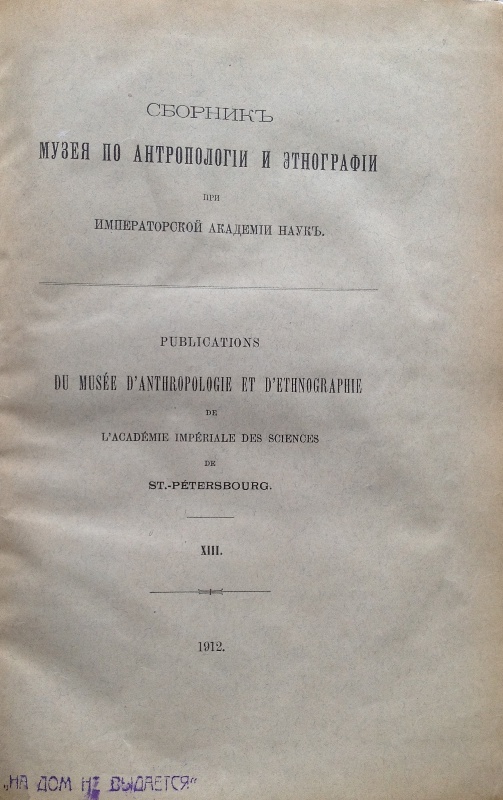 СБОРНИКЪ
МУЗЕЯ ПО АНТРОПОЛОГІИ И ЭТНОГРАФІИ
ПРИ
ИМПЕРАТОРСКОЙ АКАДЕМІИ НАУКЪ.
PUBLICATIONS
DU MUSÉE D'ANTHROPOLOGIE ET D'ETHNOGRAPHIE
DE
L'ACADÉMIE IMPÉRIALE DES SCIENCES
DE
ST.-PÉTERSBOURG.
XIII.
1912.
„НА ДОМ НЕ ВЫДАЕТСЯ“